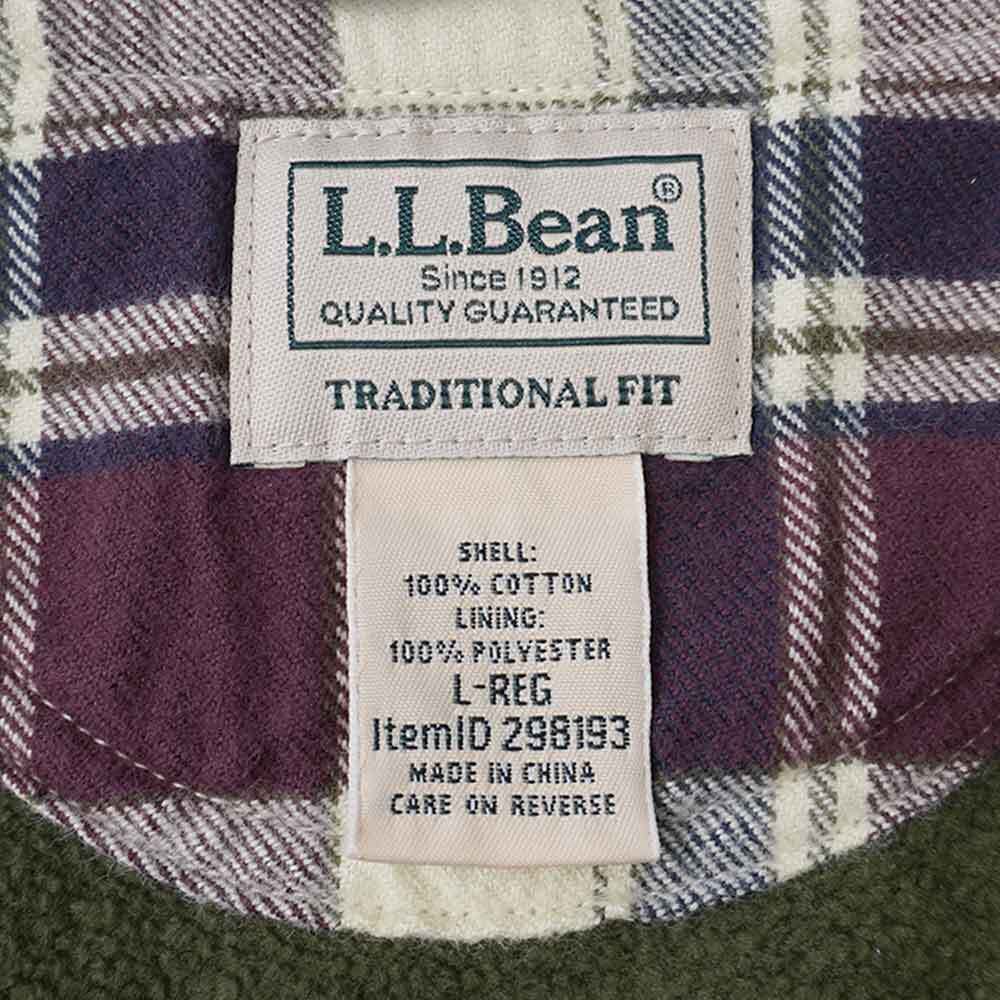 L.L.Bean®
Since 1912
QUALITY GUARANTEED
TRADITIONAL FIT
SHELL:
100% COTTON
LINING:
100% POLYESTER
L-REG
ItemID 298193
MADE IN CHINA
CARE ON REVERSE